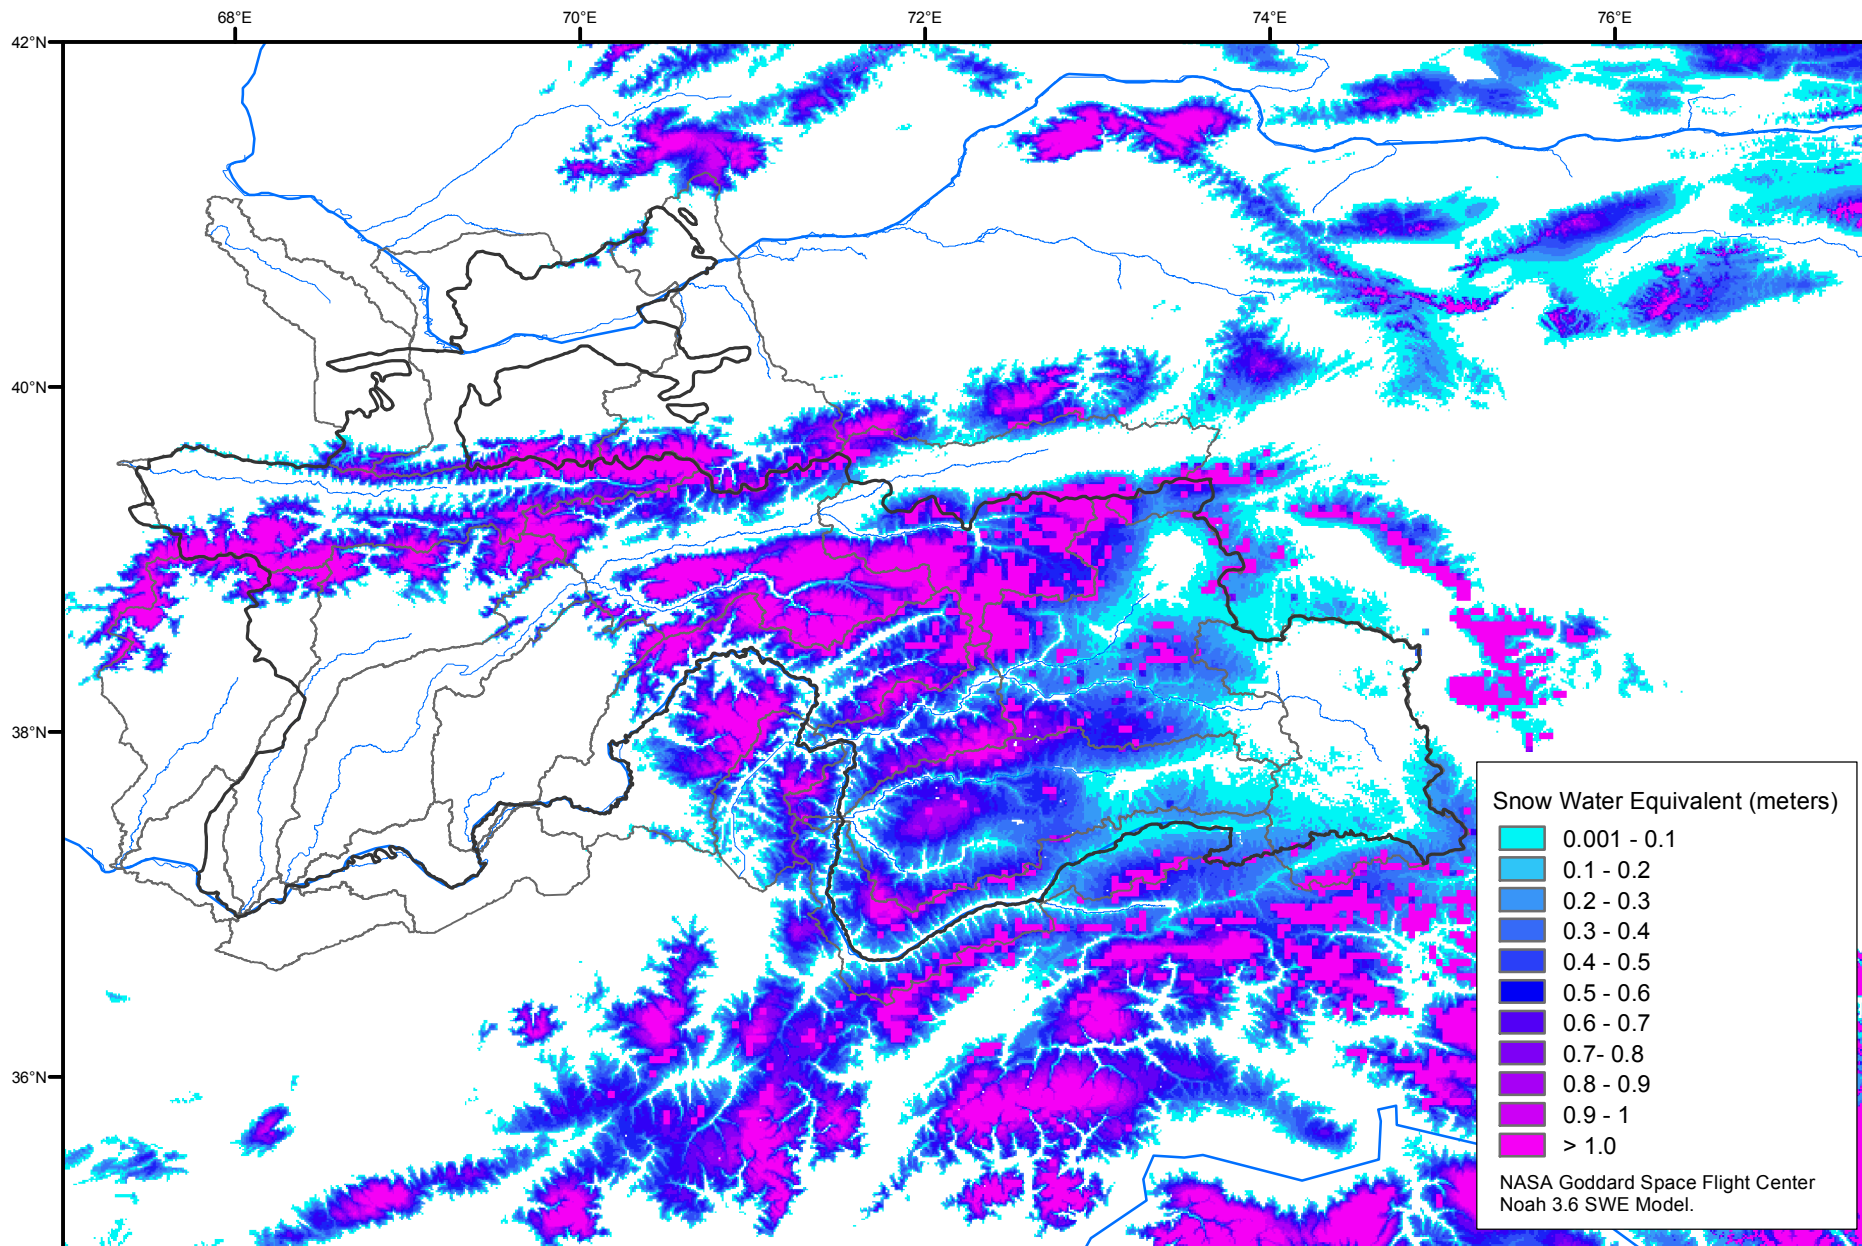 68°E
70°E
72°E
74°E
76°E
42°N
40°N
38°N
36°N
Snow Water Equivalent (meters)
0.001 - 0.1
0.1 - 0.2
0.2 - 0.3
0.3 - 0.4
0.4 - 0.5
0.5 - 0.6
0.6 - 0.7
0.7- 0.8
0.8 - 0.9
0.9 - 1
> 1.0
NASA Goddard Space Flight Center
Noah 3.6 SWE Model.